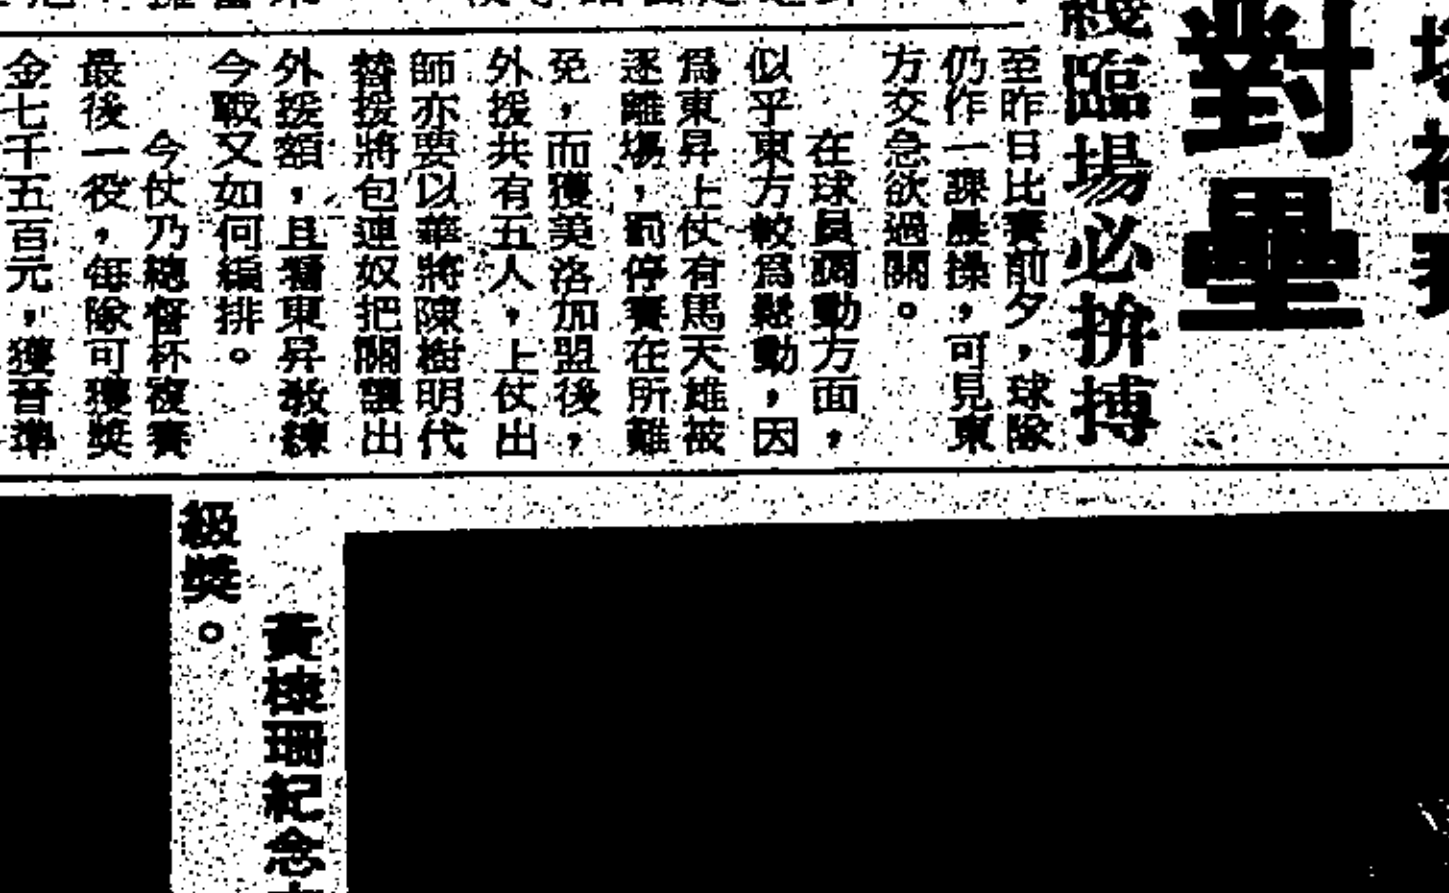 對壘
臨場必拚搏
至昨日比賽前夕，球隊
仍作一課晨操，可見東
方交急欲過關。
在球員調動方面，
似乎東方較為鬆動，因
爲東昇上仗有馬天雄被
逐離場，罰停賽在所難
免，而獲美洛加盟後，
外援共有五人，上仗出
師亦要以華將陳樹明代
替援將包連奴把關讓出
外援額，且看東昇教練
今戰又如何編排。
今仗乃總督杯複賽
最後一役，每隊可獲獎
金七千五百元，獲晉準
級獎。
黃棣珊紀念